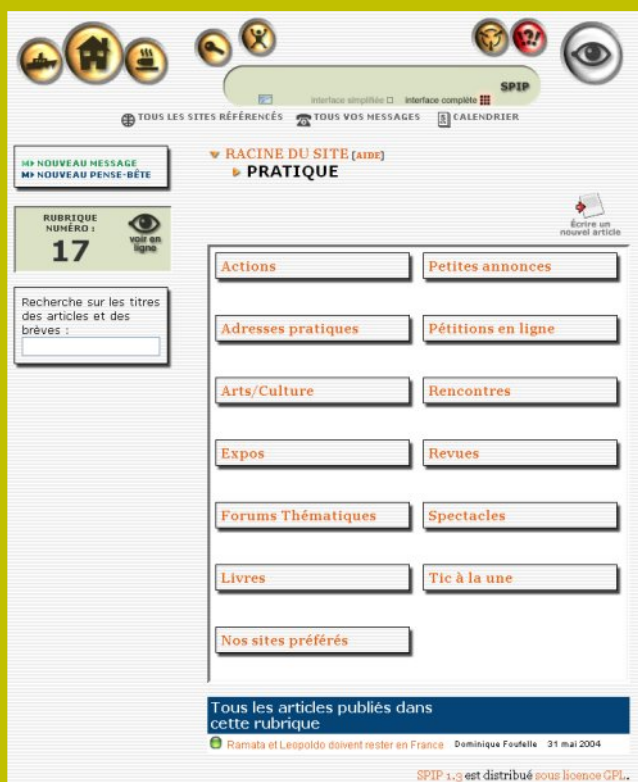 SPIP
interface simplifiée interface complète
TOUS LES SITES RÉFÉRENCÉS TOUS VOS MESSAGES CALENDRIER
NOUVEAU MESSAGE
NOUVEAU PENSE-BÊTE
RACINE DU SITE [AIDE]
PRATIQUE
RUBRIQUE
NUMÉRO :
17
voir en
ligne
Écrire un
nouvel article
Recherche sur les titres
des articles et des
brèves :
Actions
Petites annonces
Adresses pratiques
Pétitions en ligne
Arts/Culture
Rencontres
Expos
Revues
Forums Thématiques
Spectacles
Livres
Tic à la une
Nos sites préférés
Tous les articles publiés dans
cette rubrique
Ramata et Leopoldo doivent rester en France Dominique Foufelle 31 mai 2004
SPIP 1.3 est distribué sous licence GPL.